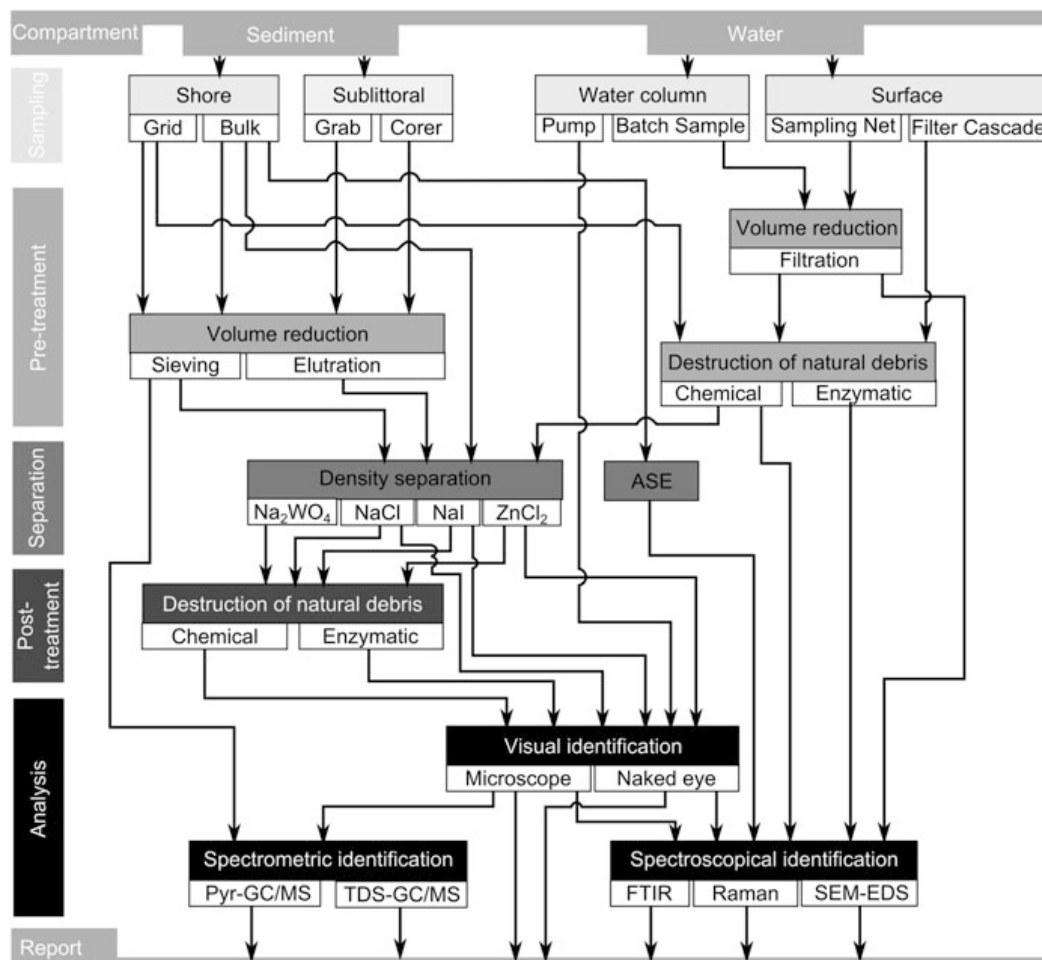 Compartment
Sediment
Water
Sampling
Shore
Sublittoral
Water column
Surface
Grid
Bulk
Grab
Corer
Pump
Batch Sample
Sampling Net
Filter Cascade
Pre-treatment
Volume reduction
Filtration
Volume reduction
Sieving
Elutration
Destruction of natural debris
Chemical
Enzymatic
Separation
Density separation
ASE
Na₂WO₄
NaCl
NaI
ZnCl₂
Post-
treatment
Destruction of natural debris
Chemical
Enzymatic
Analysis
Visual identification
Microscope
Naked eye
Spectrometric identification
Spectroscopical identification
Pyr-GC/MS
TDS-GC/MS
FTIR
Raman
SEM-EDS
Report